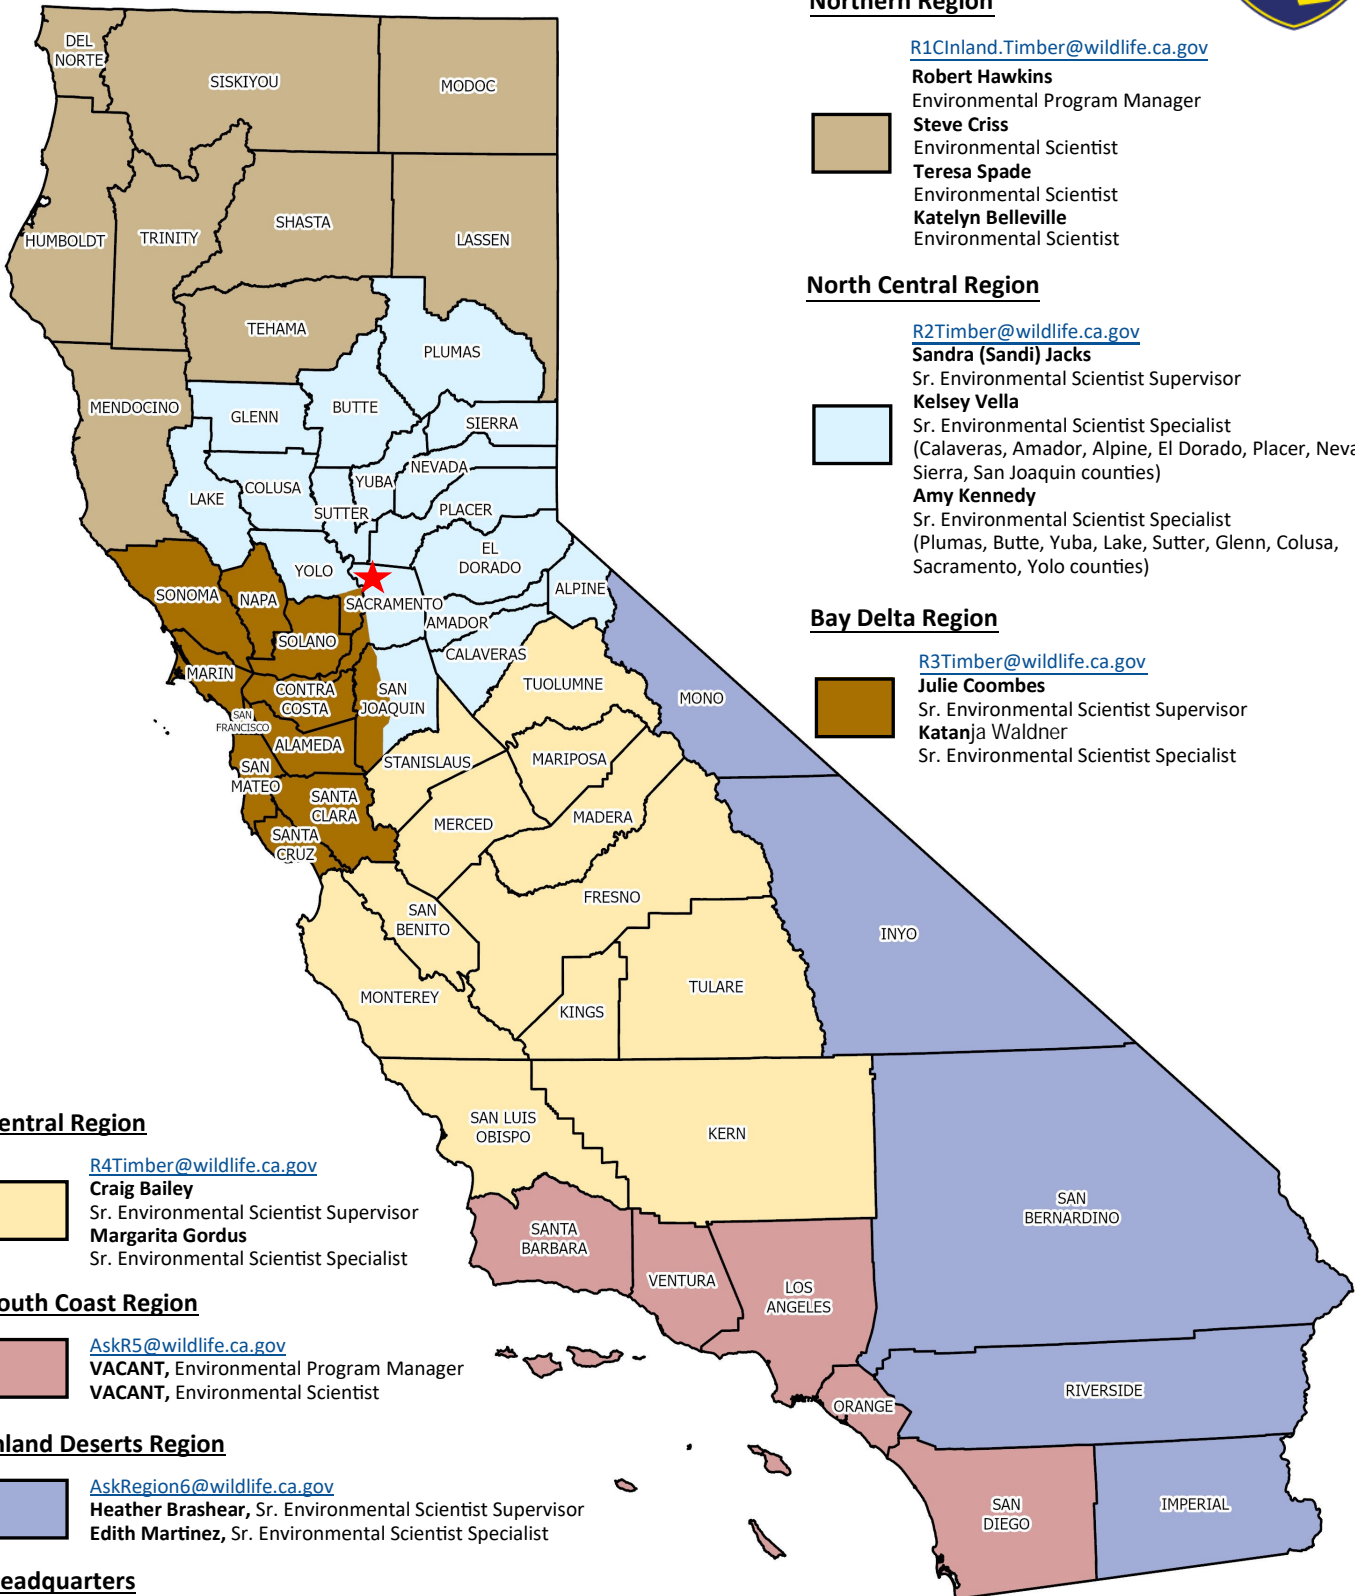 Northern Region
R1CInland.Timber@wildlife.ca.gov
Robert Hawkins
Environmental Program Manager
Steve Criss
Environmental Scientist
Teresa Spade
Environmental Scientist
Katelyn Belleville
Environmental Scientist
North Central Region
R2Timber@wildlife.ca.gov
Sandra (Sandi) Jacks
Sr. Environmental Scientist Supervisor
Kelsey Vella
Sr. Environmental Scientist Specialist
(Calaveras, Amador, Alpine, El Dorado, Placer, Neva
Sierra, San Joaquin counties)
Amy Kennedy
Sr. Environmental Scientist Specialist
(Plumas, Butte, Yuba, Lake, Sutter, Glenn, Colusa,
Sacramento, Yolo counties)
Bay Delta Region
R3Timber@wildlife.ca.gov
Julie Coombes
Sr. Environmental Scientist Supervisor
Katanja Waldner
Sr. Environmental Scientist Specialist
DEL
NORTE
SISKIYOU
MODOC
HUMBOLDT
TRINITY
SHASTA
LASSEN
TEHAMA
PLUMAS
MENDOCINO
GLENN
BUTTE
SIERRA
LAKE
COLUSA
SUTTER
YUBA
NEVADA
PLACER
YOLO
EL
DORADO
ALPINE
SONOMA
NAPA
SACRAMENTO
AMADOR
SOLANO
CALAVERAS
MARIN
CONTRA
COSTA
SAN
JOAQUIN
TUOLUMNE
MONO
SAN
FRANCISCO
ALAMEDA
STANISLAUS
MARIPOSA
SAN
MATEO
SANTA
CLARA
MERCED
MADERA
SANTA
CRUZ
FRESNO
SAN
BENITO
INYO
MONTEREY
KINGS
TULARE
SAN LUIS
OBISPO
KERN
SAN
BERNARDINO
SANTA
BARBARA
VENTURA
LOS
ANGELES
ORANGE
RIVERSIDE
SAN
DIEGO
IMPERIAL
entral Region
R4Timber@wildlife.ca.gov
Craig Bailey
Sr. Environmental Scientist Supervisor
Margarita Gordus
Sr. Environmental Scientist Specialist
outh Coast Region
AskR5@wildlife.ca.gov
VACANT, Environmental Program Manager
VACANT, Environmental Scientist
nland Deserts Region
AskRegion6@wildlife.ca.gov
Heather Brashear, Sr. Environmental Scientist Supervisor
Edith Martinez, Sr. Environmental Scientist Specialist
eadquarters